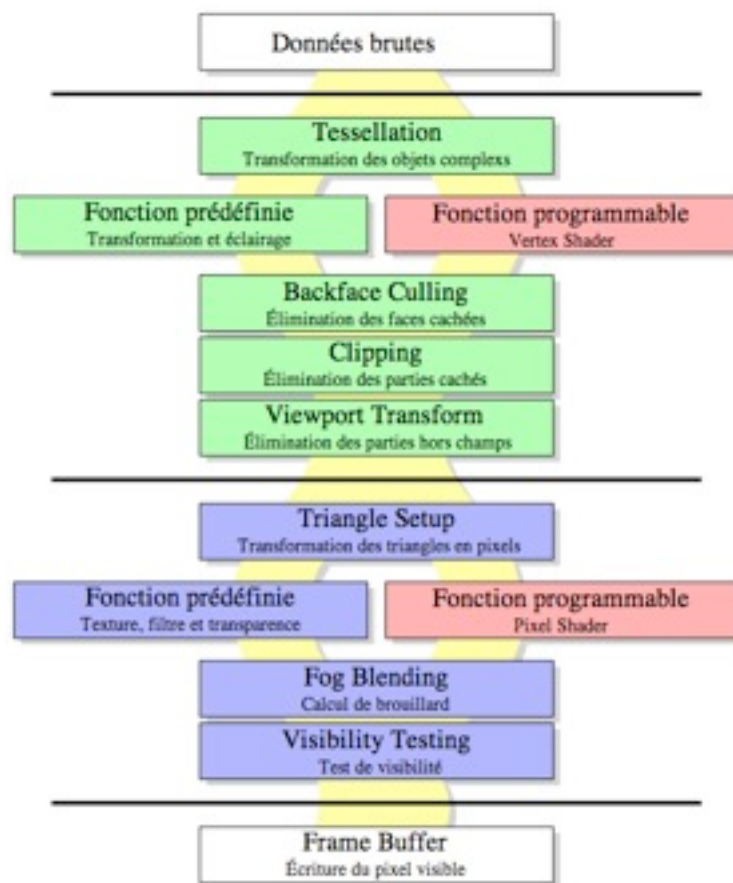 Données brutes
Tessellation
Transformation des objets complexs
Fonction prédéfinie
Transformation et éclairage
Fonction programmable
Vertex Shader
Backface Culling
Élimination des faces cachées
Clipping
Élimination des parties cachés
Viewport Transform
Élimination des parties hors champs
Triangle Setup
Transformation des triangles en pixels
Fonction prédéfinie
Texture, filtre et transparence
Fonction programmable
Pixel Shader
Fog Blending
Calcul de brouillard
Visibility Testing
Test de visibilité
Frame Buffer
Écriture du pixel visible